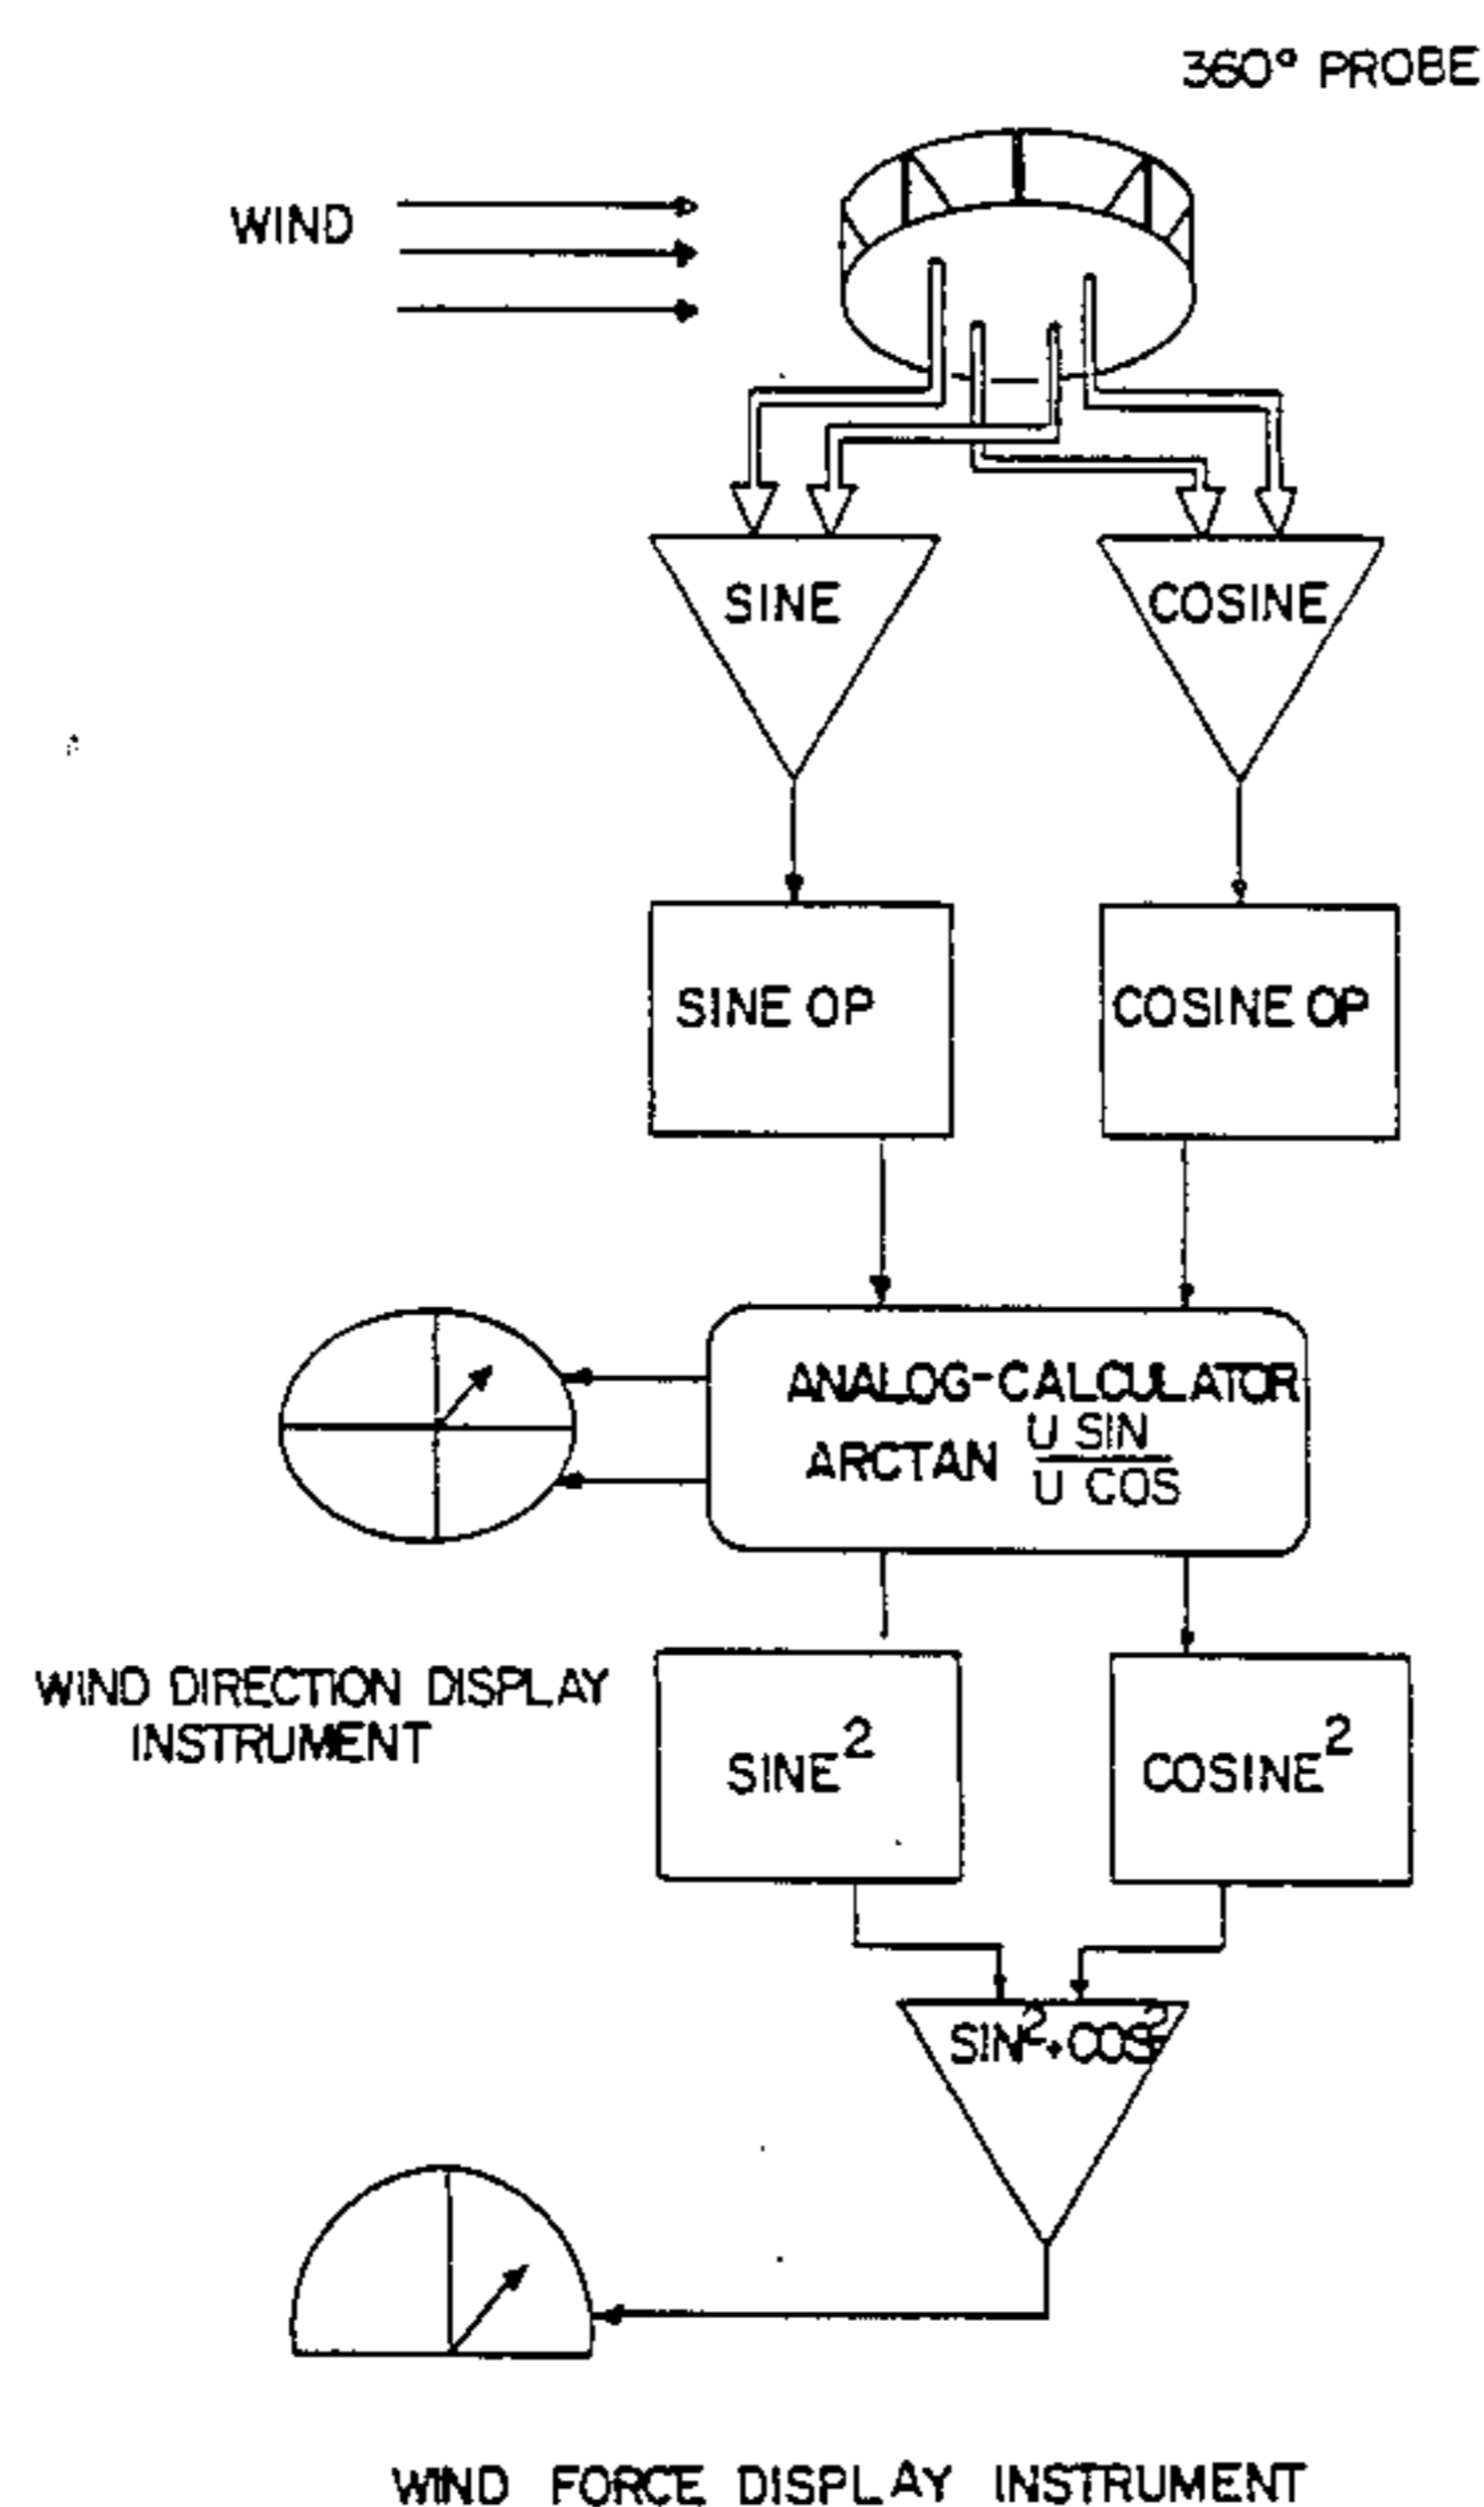 360° PROBE
WIND
SINE
COSINE
SINE OP
COSINE OP
ANALOG-CALCULATOR
ARCTAN U SIN
U COS
WIND DIRECTION DISPLAY
INSTRUMENT
SINE²
COSINE²
SIN²+COS²
WIND FORCE DISPLAY INSTRUMENT